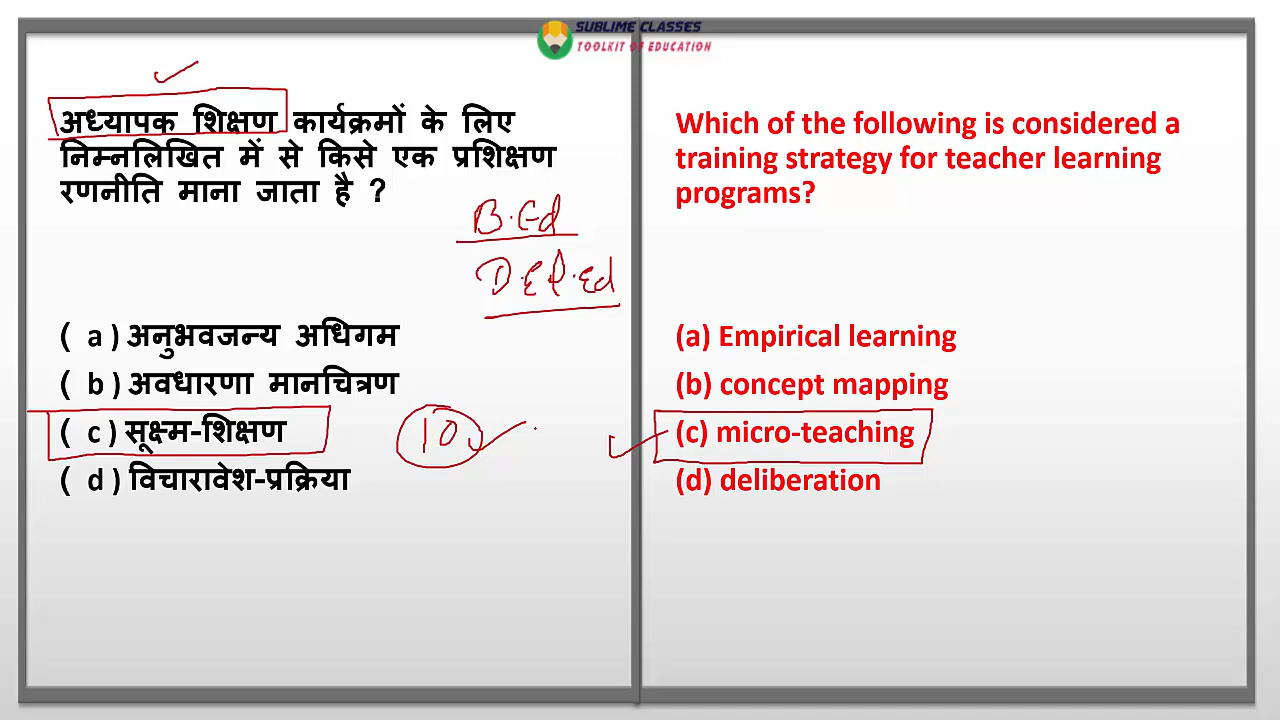 SUBLIME CLASSES
TOOLKIT OF EDUCATION
अध्यापक शिक्षण कार्यक्रमों के लिए
निम्नलिखित में से किसे एक प्रशिक्षण
रणनीति माना जाता है ?
B.Ed
D.El.Ed
( a ) अनुभवजन्य अधिगम
( b ) अवधारणा मानचित्रण
( c ) सूक्ष्म-शिक्षण
10
( d ) विचारावेश-प्रक्रिया
Which of the following is considered a
training strategy for teacher learning
programs?
(a) Empirical learning
(b) concept mapping
(c) micro-teaching
(d) deliberation